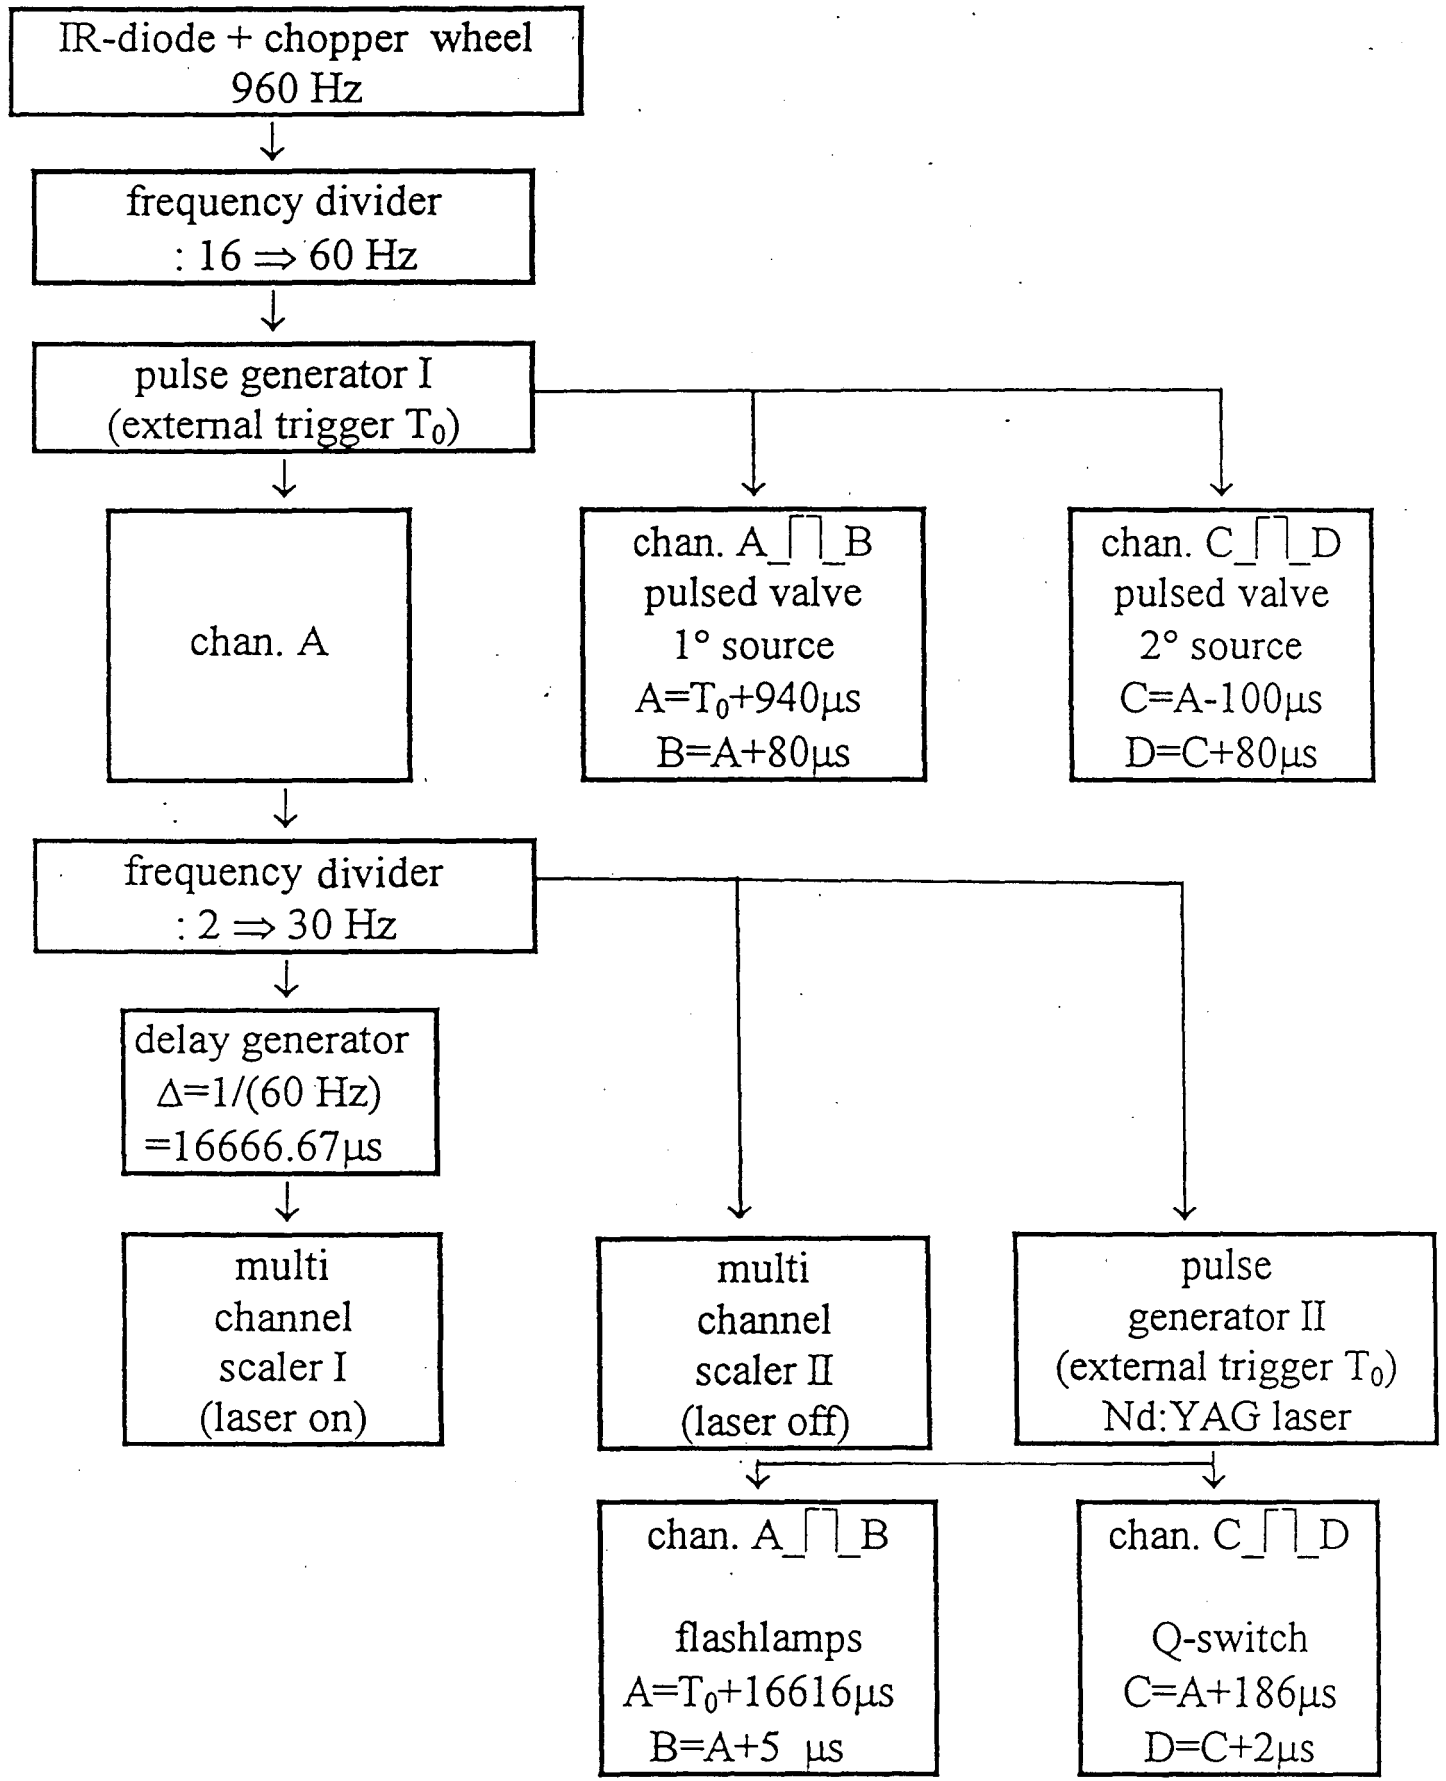 IR-diode + chopper wheel
960 Hz
frequency divider
: 16 ⇒ 60 Hz
pulse generator I
(external trigger T₀)
chan. A
chan. A_∏_B
pulsed valve
1° source
A=T₀+940μs
B=A+80μs
chan. C_∏_D
pulsed valve
2° source
C=A-100μs
D=C+80μs
frequency divider
: 2 ⇒ 30 Hz
delay generator
Δ=1/(60 Hz)
=16666.67μs
multi
channel
scaler I
(laser on)
multi
channel
scaler II
(laser off)
pulse
generator II
(external trigger T₀)
Nd:YAG laser
chan. A_∏_B
flashlamps
A=T₀+16616μs
B=A+5 μs
chan. C_∏_D
Q-switch
C=A+186μs
D=C+2μs